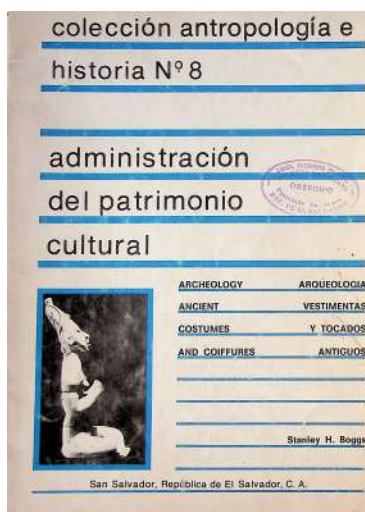 colección antropología e
historia Nº 8
administración
del patrimonio
cultural
OBSEQUIO
ARCHEOLOGY ARQUEOLOGIA
ANCIENT VESTIMENTAS
COSTUMES Y TOCADOS
AND COIFFURES ANTIGUOS
Stanley H. Boggs
San Salvador, República de El Salvador, C. A.